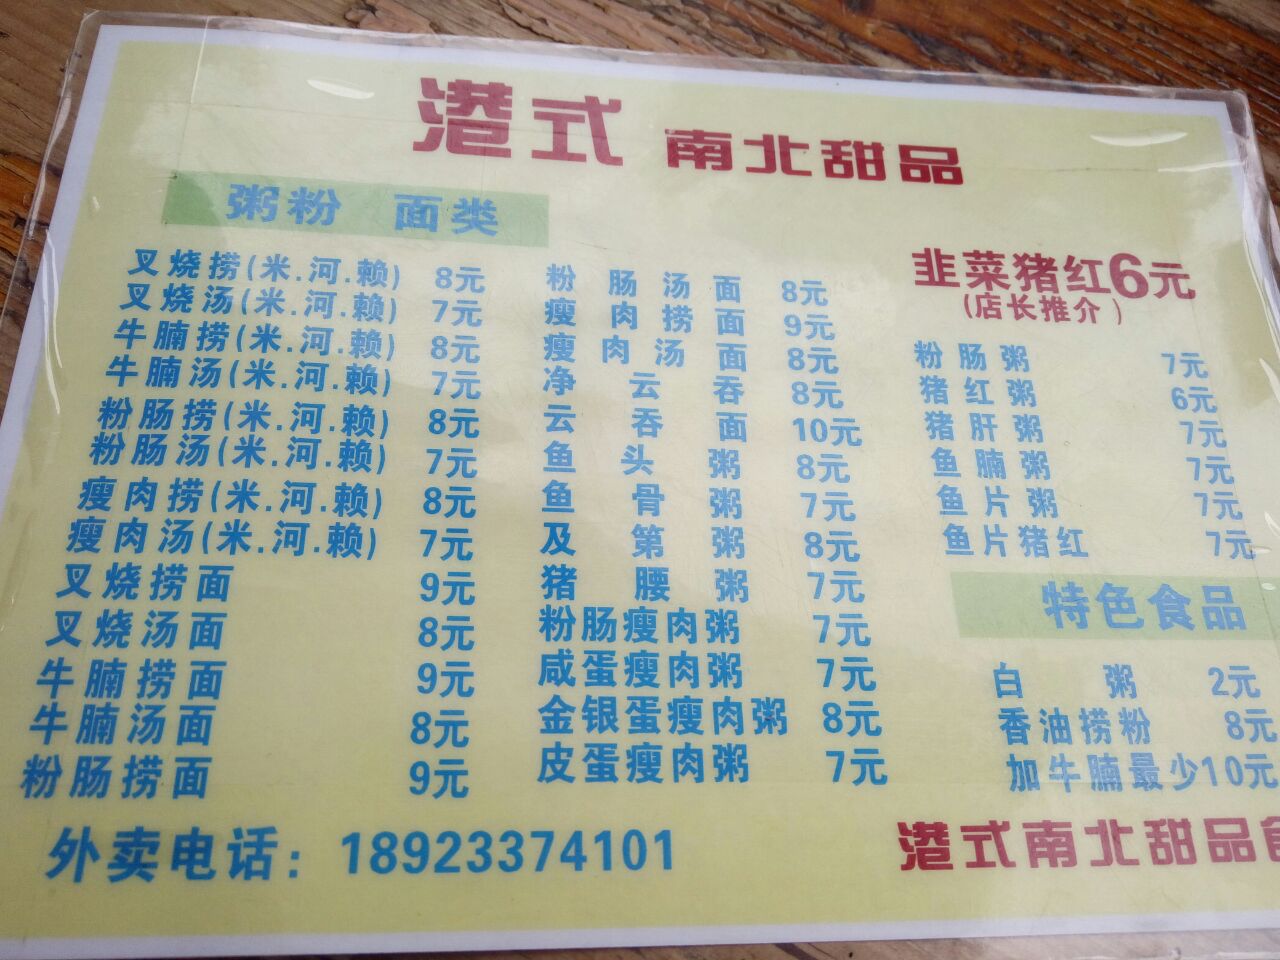 港式 南北甜品
粥粉 面类
叉烧捞(米.河.赖) 8元
叉烧汤(米.河.赖) 7元
牛腩捞(米.河.赖) 8元
牛腩汤(米.河.赖) 7元
粉肠捞(米.河.赖) 8元
粉肠汤(米.河.赖) 7元
瘦肉捞(米.河.赖) 8元
瘦肉汤(米.河.赖) 7元
叉烧捞面 9元
叉烧汤面 8元
牛腩捞面 9元
牛腩汤面 8元
粉肠捞面 9元
粉肠汤面 8元
瘦肉捞面 9元
瘦肉汤面 8元
净云吞 8元
云吞面 10元
鱼头粥 8元
鱼骨粥 7元
及第粥 8元
猪腰粥 7元
粉肠瘦肉粥 7元
咸蛋瘦肉粥 7元
金银蛋瘦肉粥 8元
皮蛋瘦肉粥 7元
韭菜猪红6元
(店长推介)
粉肠粥 7元
猪红粥 6元
猪肝粥 7元
鱼腩粥 7元
鱼片粥 7元
鱼片猪红 7元
特色食品
白粥 2元
香油捞粉 8元
加牛腩最少10元
外卖电话：18923374101
港式南北甜品